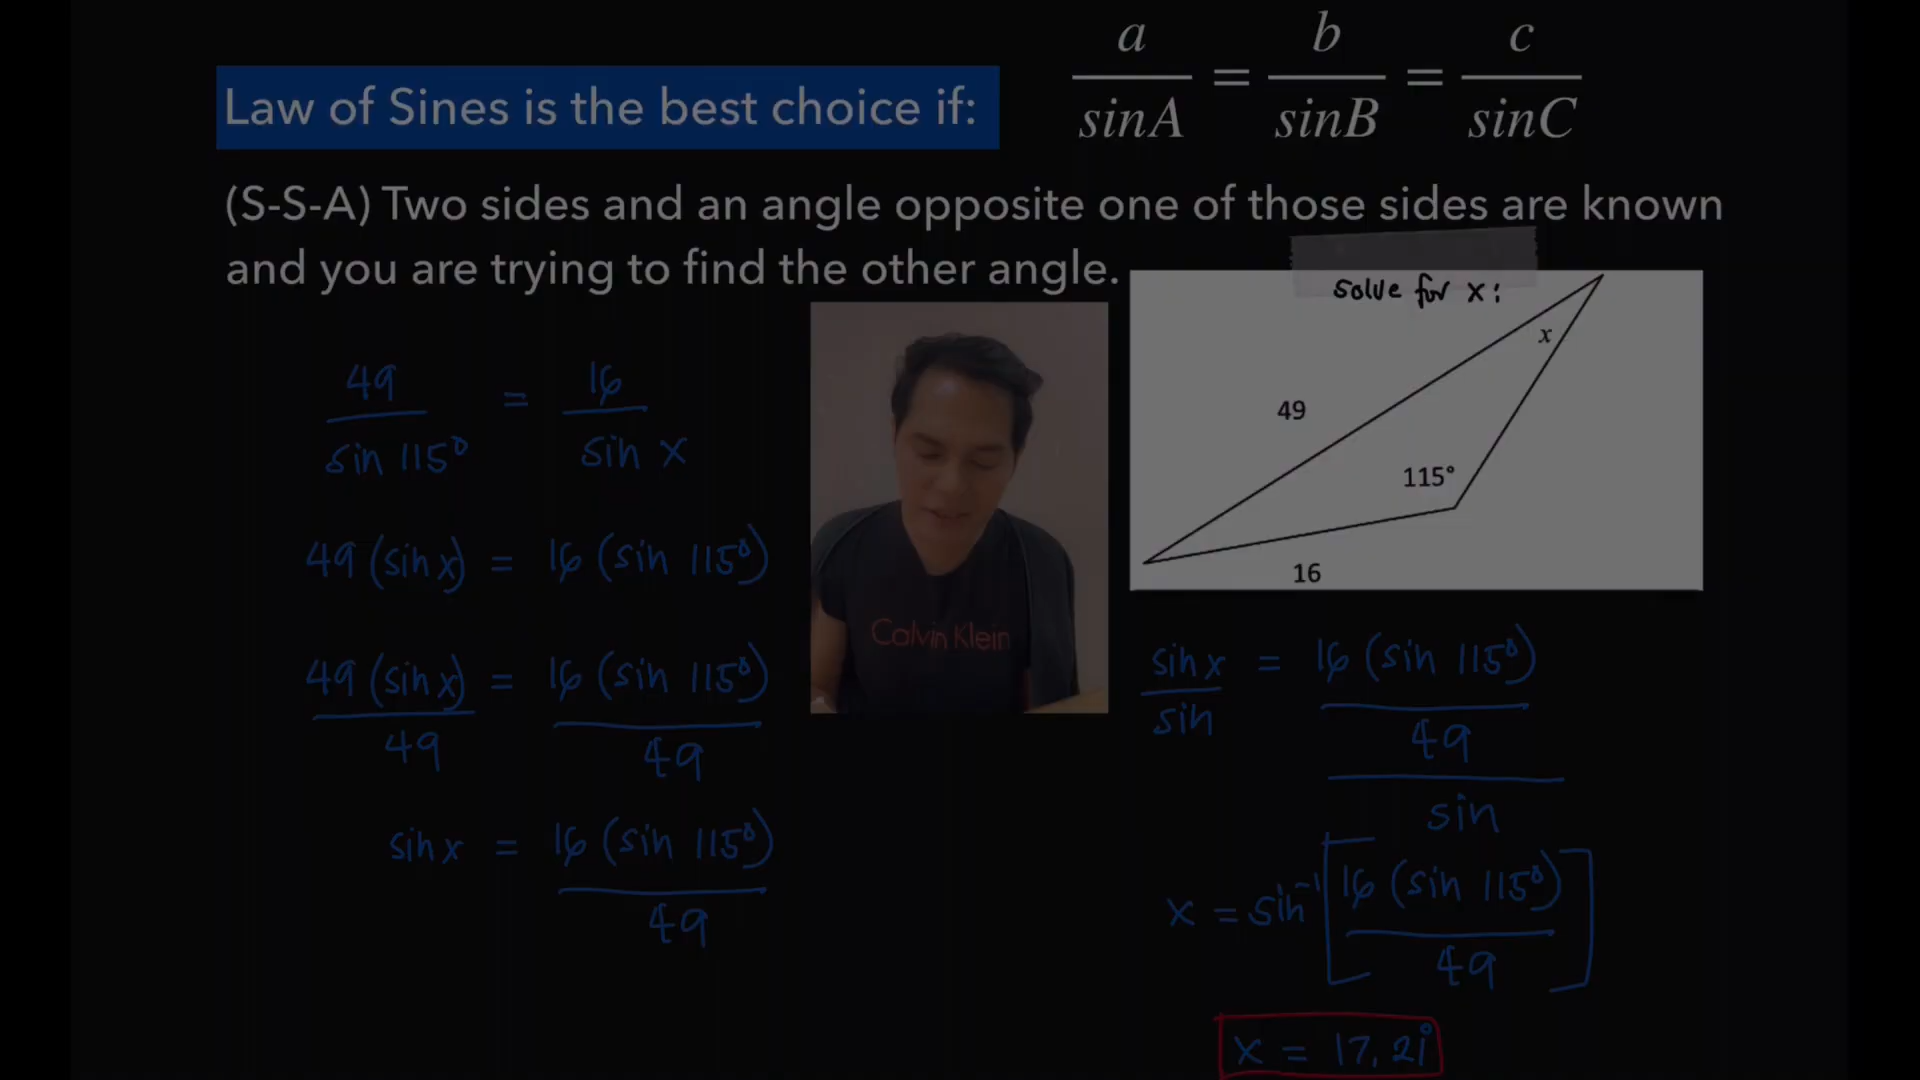 a/sinA = b/sinB = c/sinC
Law of Sines is the best choice if:
(S-S-A) Two sides and an angle opposite one of those sides are known
and you are trying to find the other angle.
solve for x:
x
49
115°
16
49/sin 115° = 16/sin x
49 (sin x) = 16 (sin 115°)
49 (sin x)/49 = 16 (sin 115°)/49
sin x = 16 (sin 115°)/49
Calvin Klein
sin x/sin = 16 (sin 115°)/49/sin
x = sin⁻¹ [16 (sin 115°)/49]
x = 17.21°